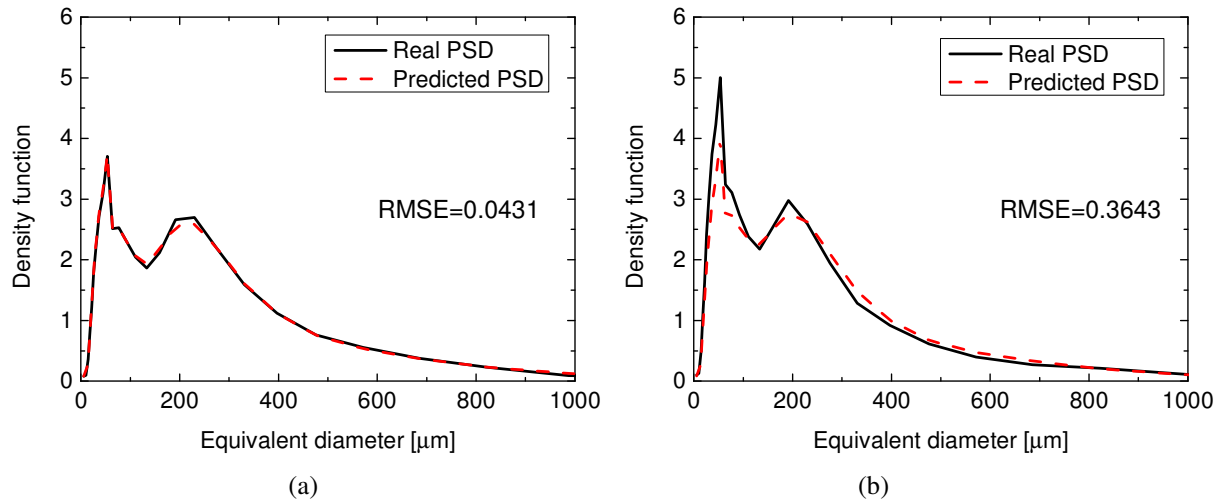 6
5
4
3
2
1
0
Density function
Real PSD
Predicted PSD
RMSE=0.0431
0 200 400 600 800 1000
Equivalent diameter [μm]
(a)
6
5
4
3
2
1
0
Density function
Real PSD
Predicted PSD
RMSE=0.3643
0 200 400 600 800 1000
Equivalent diameter [μm]
(b)